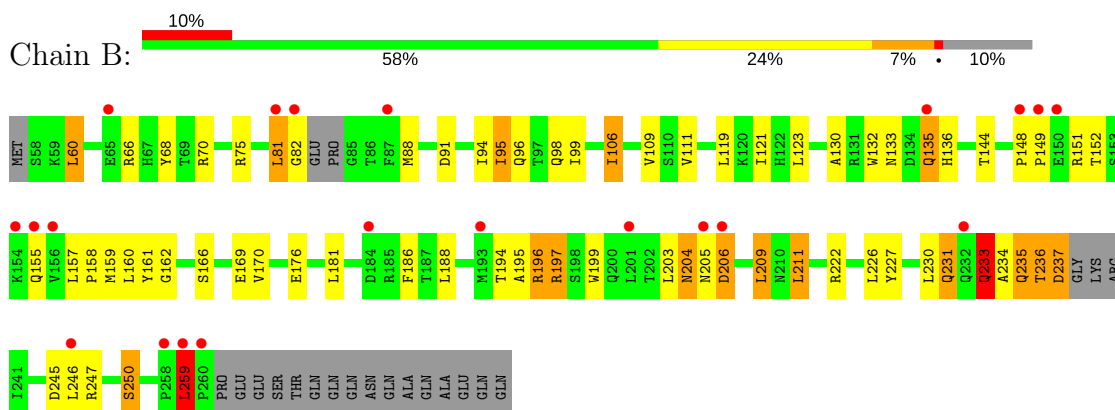 10%
Chain B:
58% 24% 7% • 10%
MET S58 K59 L60 E65 R66 H67 Y68 T69 R70 R75 L81 G82 GLU PRO G85 T86 F87 M88 D91 I94 I95 Q96 T97 Q98 I99 I106 V109 S110 V111 L119 K120 I121 H122 L123 A130 R131 W132 N133 D134 Q135 H136 T144 P148 P149 E150 R151 T152 S153
K154 Q155 V156 L157 P158 M159 L160 Y161 G162 S166 E169 V170 E176 L181 D184 R185 F186 T187 L188 M193 T194 A195 R196 R197 S198 W199 Q200 L201 T202 L203 N204 N205 D206 L209 N210 L211 R222 L226 Y227 L230 Q231 Q232 Q233 A234 Q235 T236 D237 GLY LYS ARG
I241 D245 L246 R247 S250 P258 L259 P260 PRO GLU GLU SER THR GLN GLN GLN ASN GLN ALA GLN ALA GLU GLN GLN